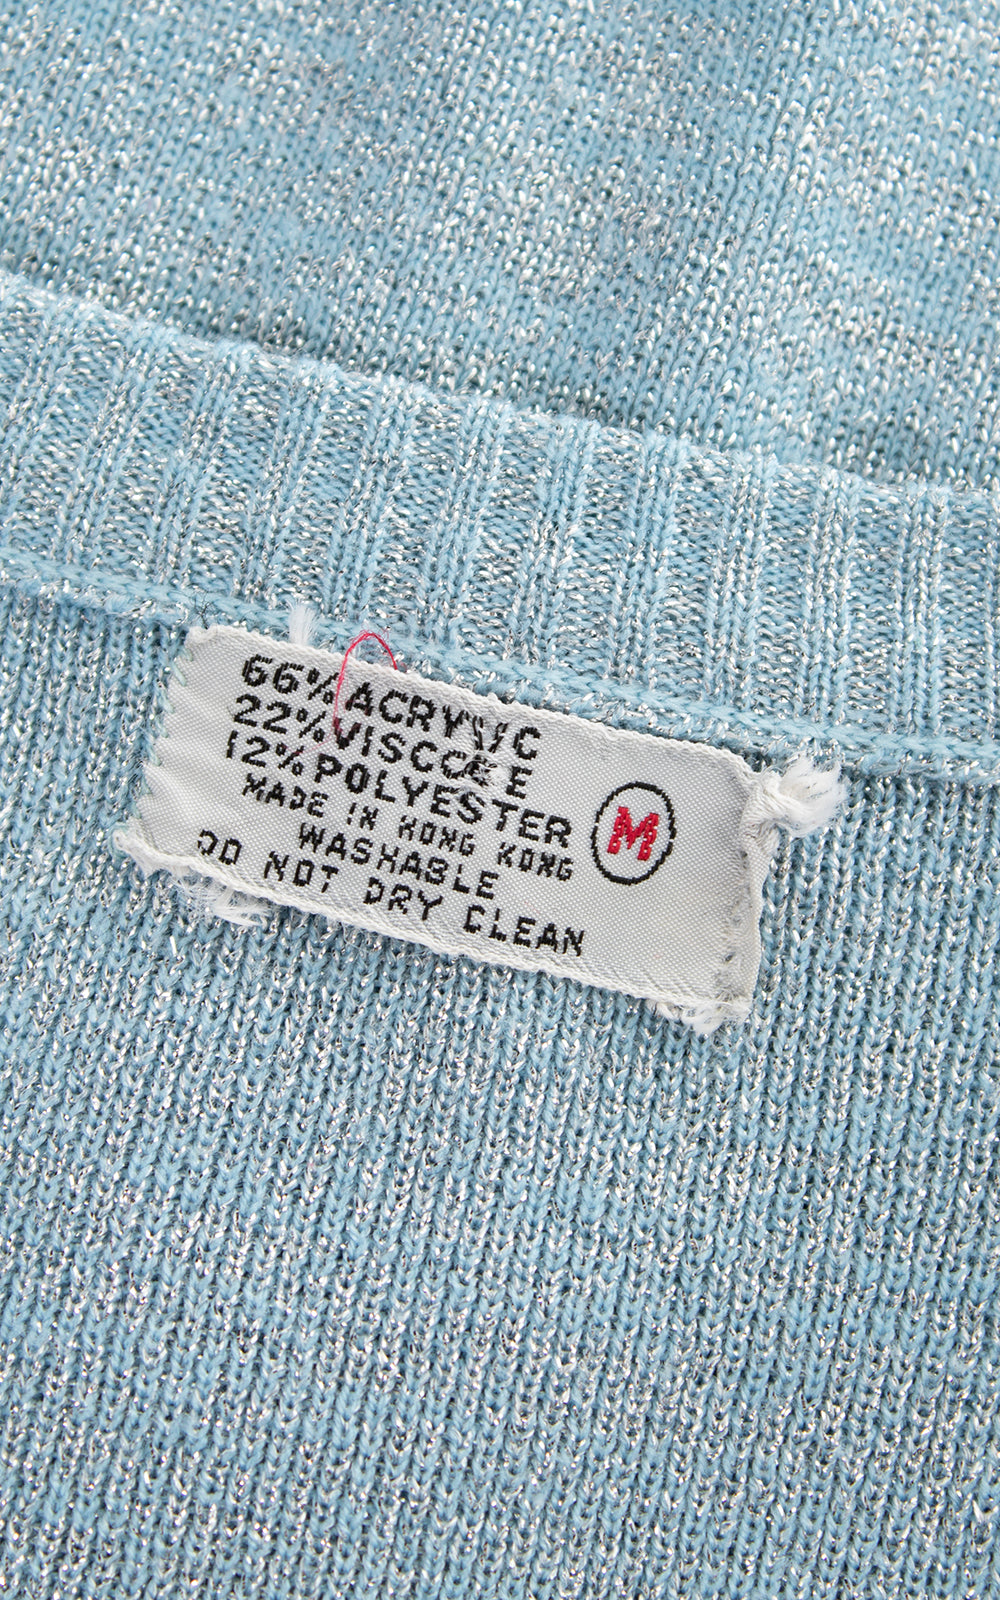 66% ACRYLIC
22% VISCOSE
12% POLYESTER
MADE IN HONG KONG
WASHABLE
DO NOT DRY CLEAN
M